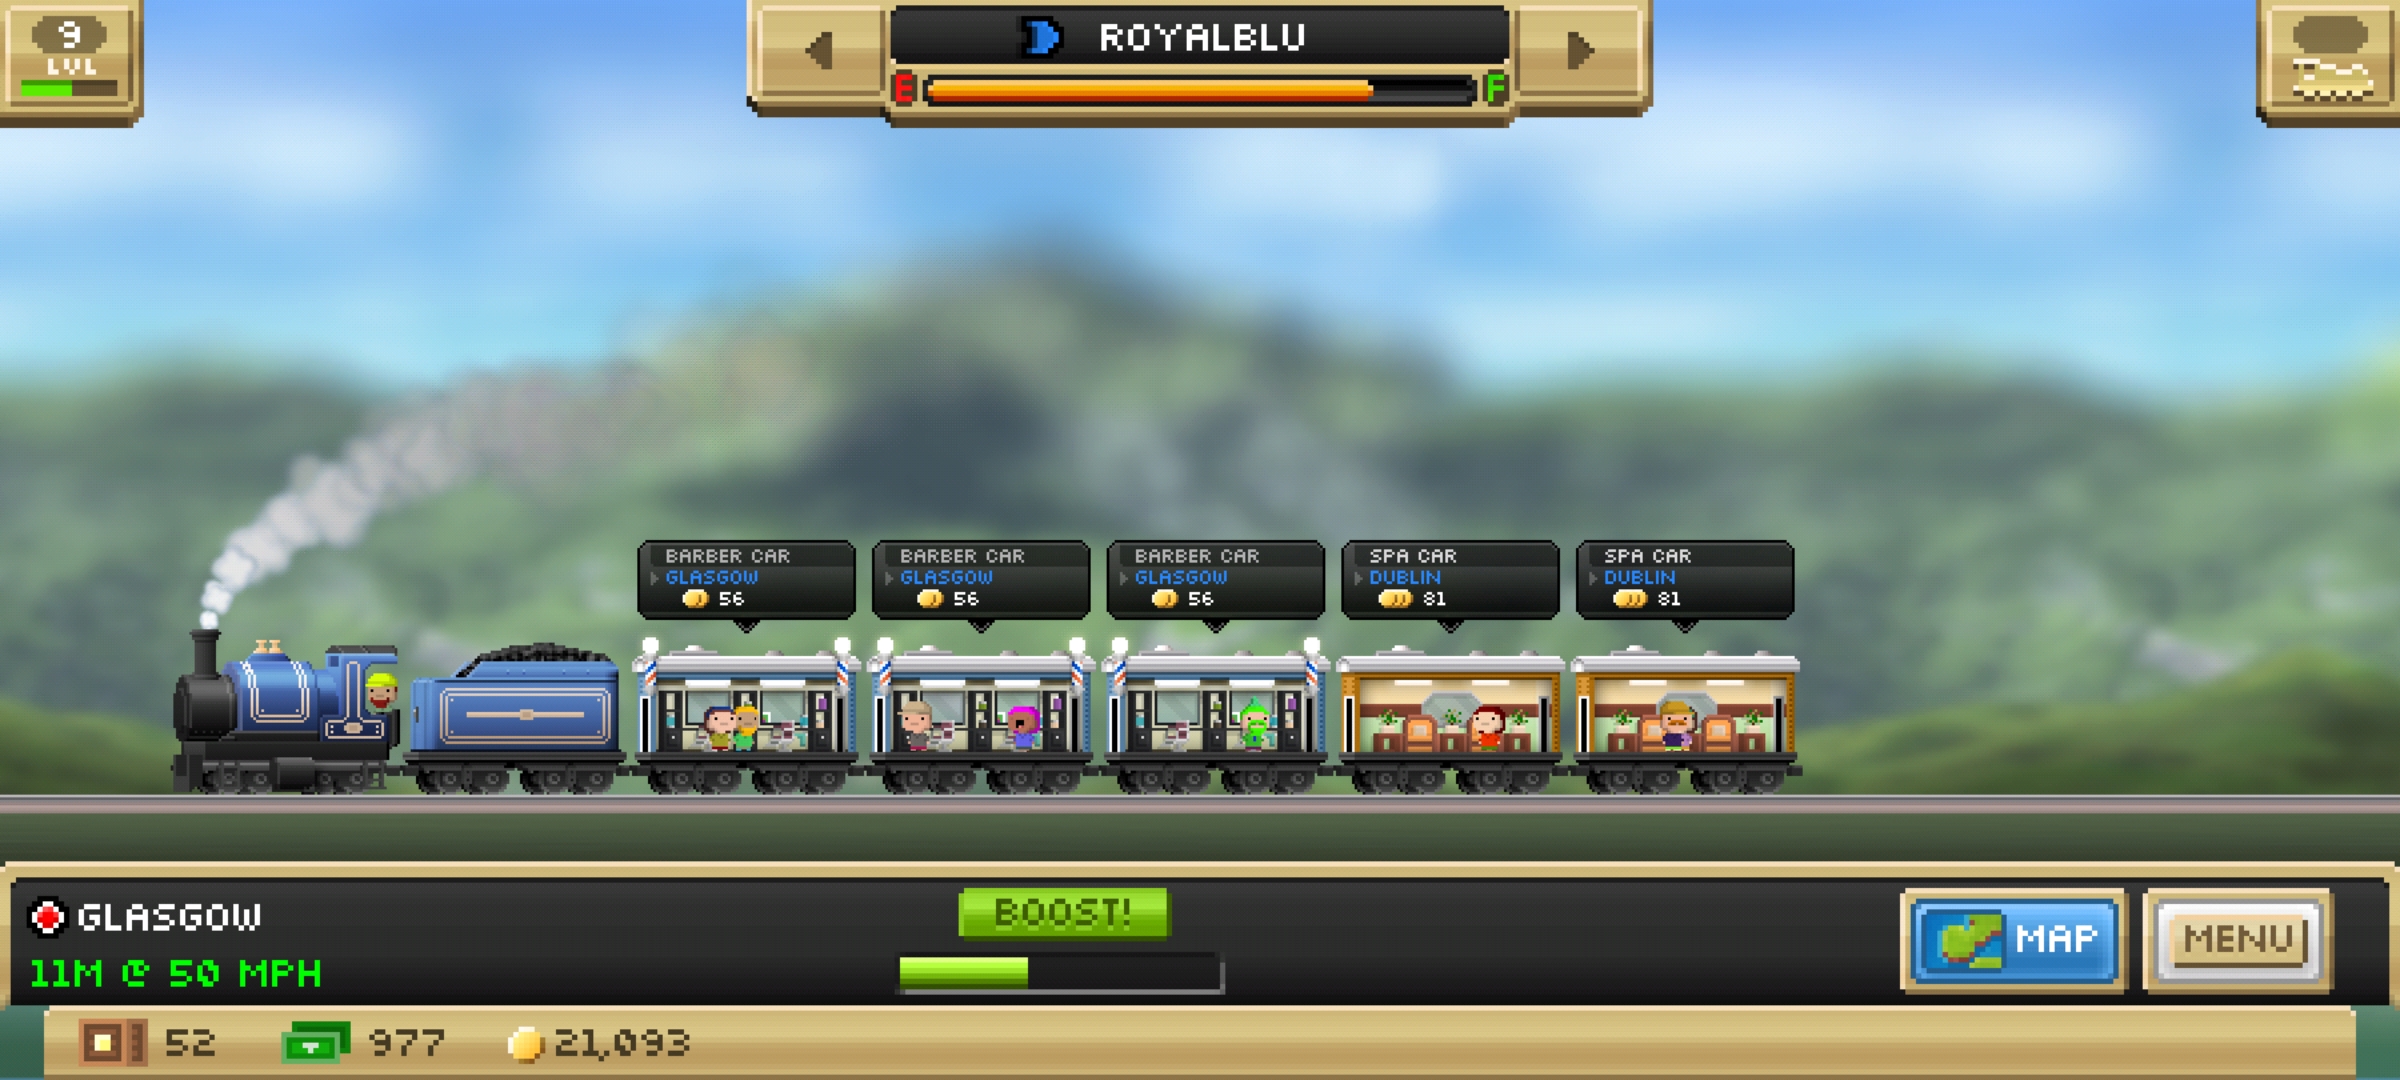 9
LVL
ROYALBLU
E F
BARBER CAR
GLASGOW
56
BARBER CAR
GLASGOW
56
BARBER CAR
GLASGOW
56
SPA CAR
DUBLIN
81
SPA CAR
DUBLIN
81
GLASGOW
11M @ 50 MPH
BOOST!
MAP
MENU
52
977
21,093